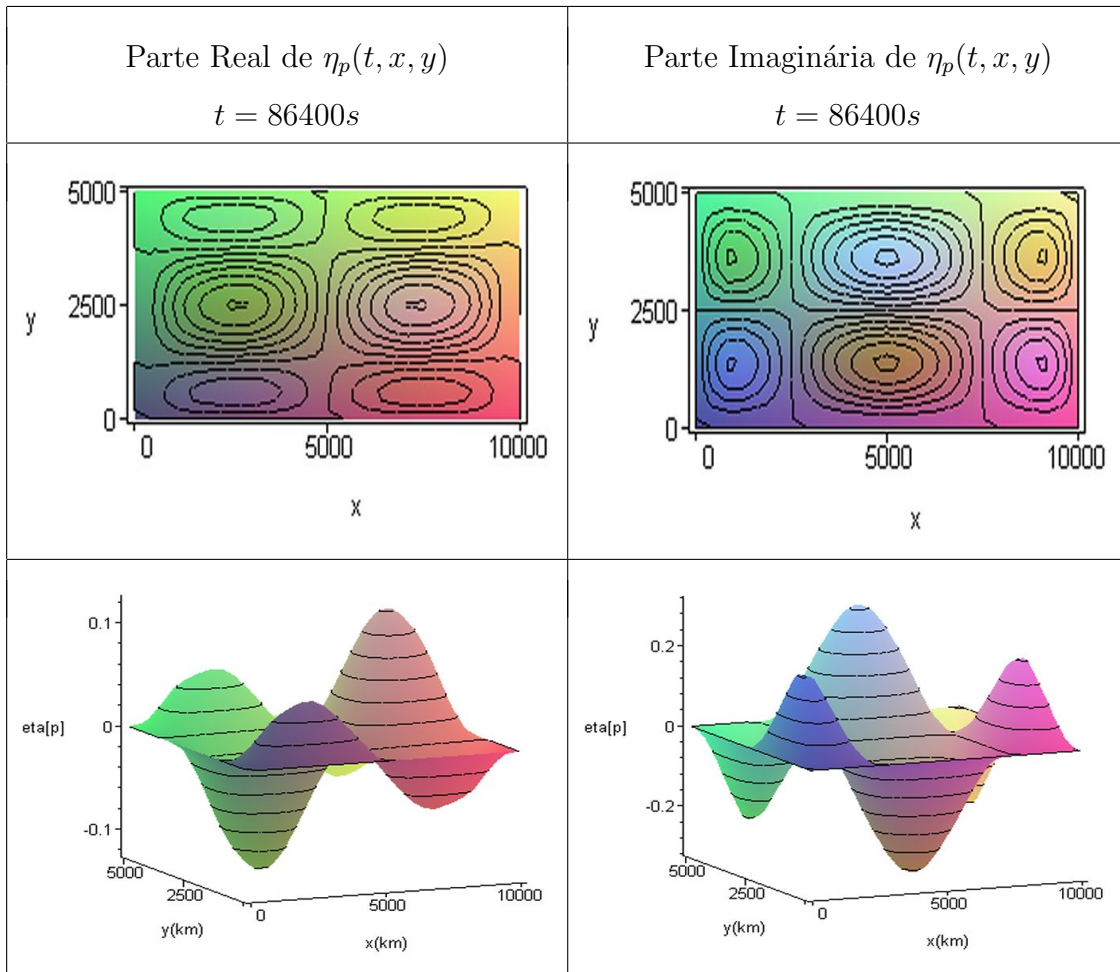 Parte Real de ηp(t, x, y)
t = 86400s
Parte Imaginária de ηp(t, x, y)
t = 86400s
5000
y 2500
0
0 5000 10000
x
5000
y 2500
0
0 5000 10000
x
0.1
eta[p] 0
-0.1
5000
2500
0
y(km)
0
5000
10000
x(km)
0.2
eta[p] 0
-0.2
5000
2500
0
y(km)
0
5000
10000
x(km)